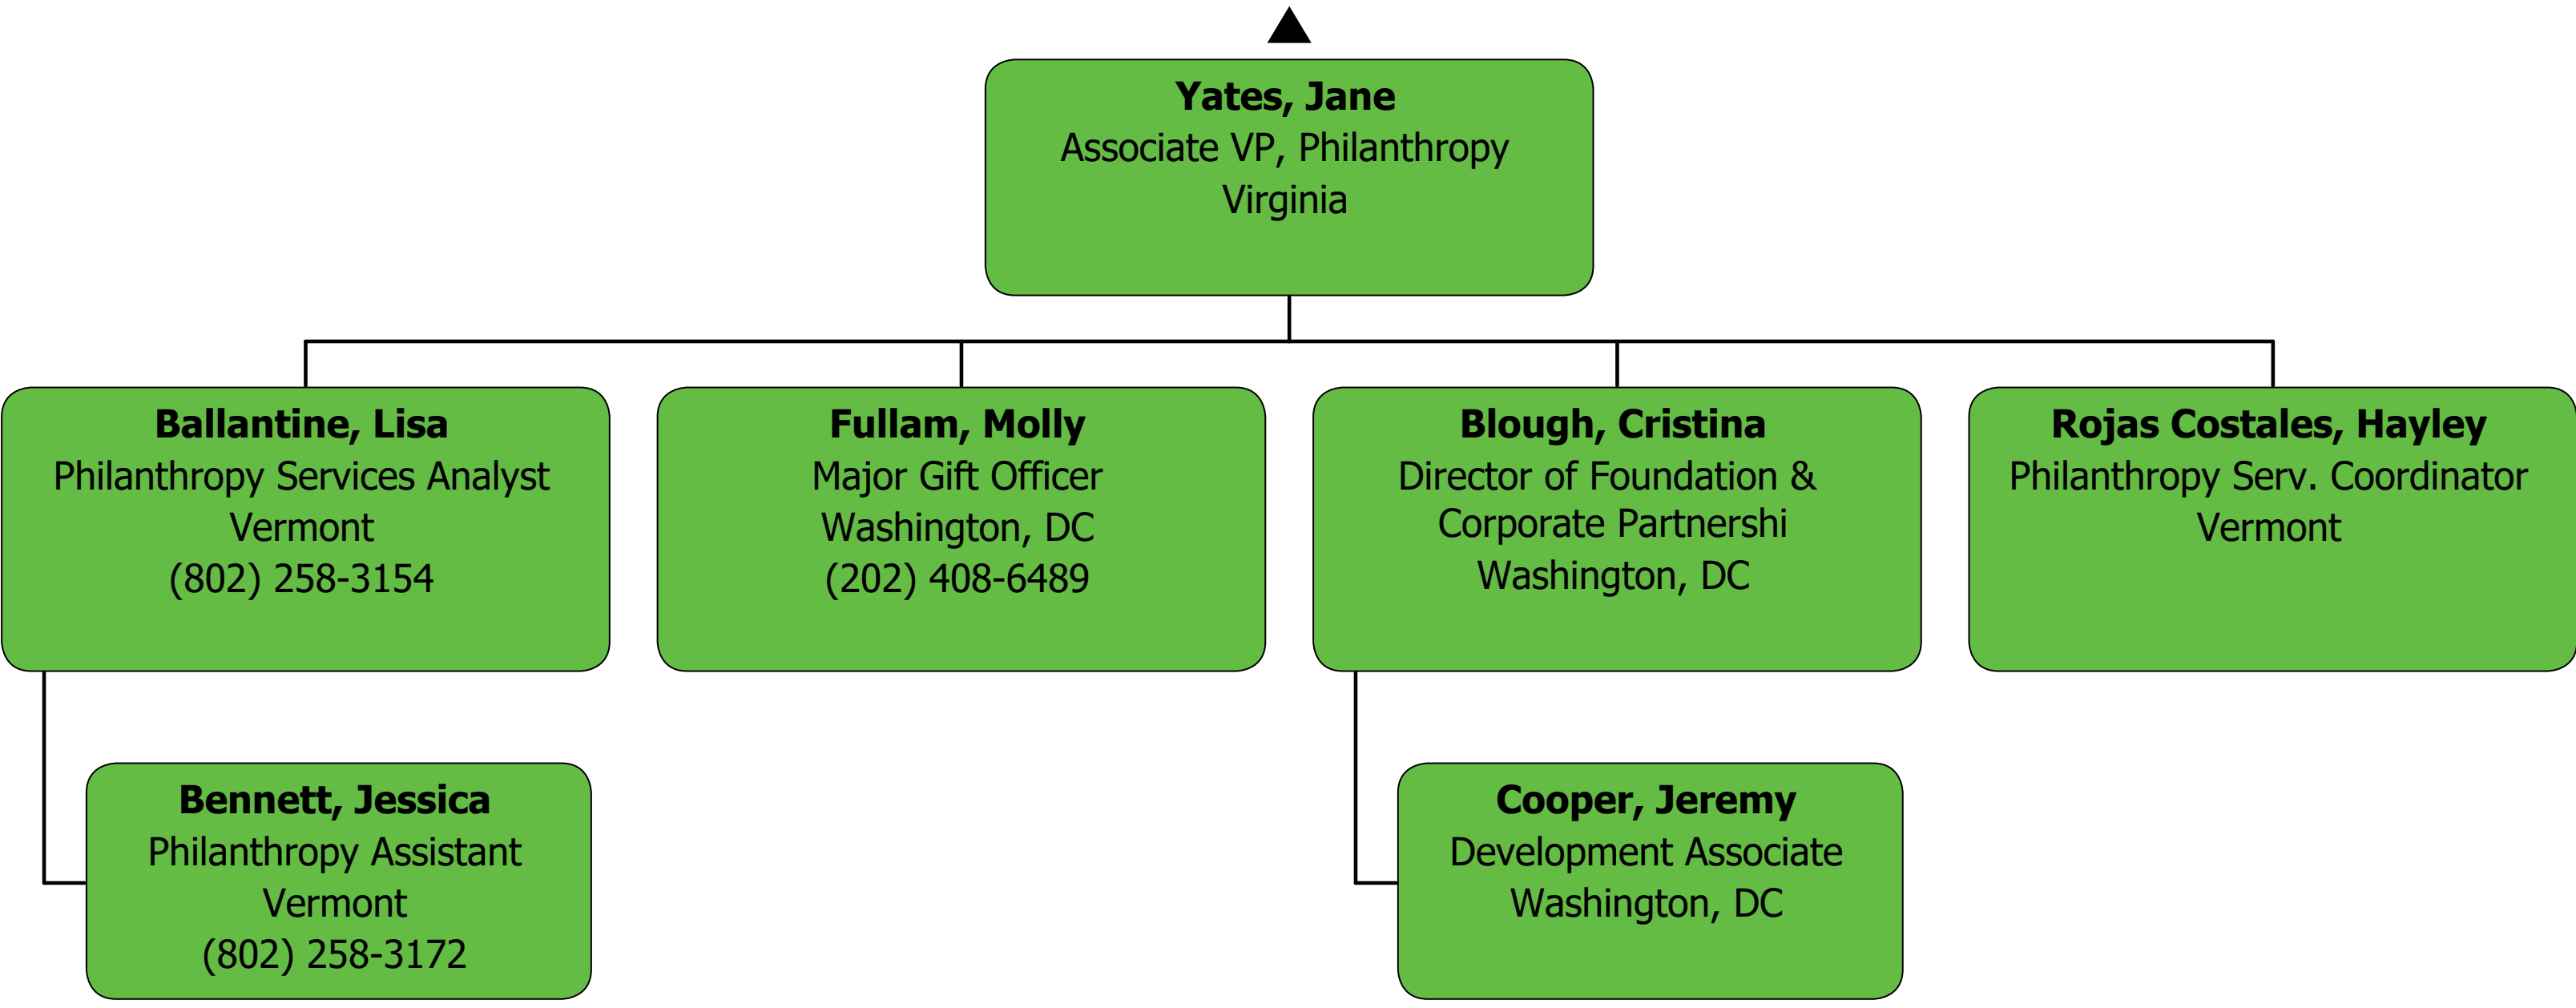 Yates, Jane
Associate VP, Philanthropy
Virginia
Ballantine, Lisa
Philanthropy Services Analyst
Vermont
(802) 258-3154
Fullam, Molly
Major Gift Officer
Washington, DC
(202) 408-6489
Blough, Cristina
Director of Foundation &
Corporate Partnershi
Washington, DC
Rojas Costales, Hayley
Philanthropy Serv. Coordinator
Vermont
Bennett, Jessica
Philanthropy Assistant
Vermont
(802) 258-3172
Cooper, Jeremy
Development Associate
Washington, DC